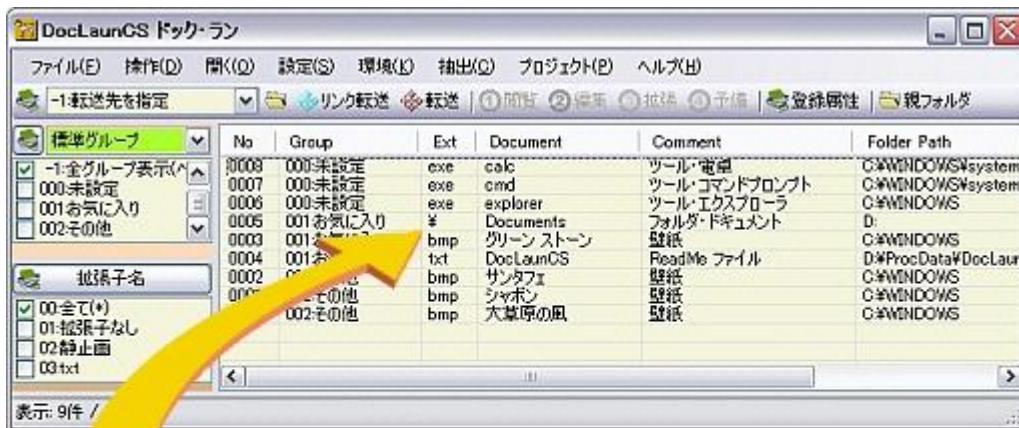 DocLaunCS ドック・ラン
ファイル(F) 操作(D) 開く(O) 設定(S) 環境(K) 抽出(C) プロジェクト(P) ヘルプ(H)
-1:転送先を指定 リンク転送 転送 ①閲覧 ②編集 ③拡張 ④予備 登録属性 親フォルダ
標準グループ
-1:全グループ表示(ベ
000:未設定
001:お気に入り
002:その他
拡張子名
00:全て(*)
01:拡張子なし
02:静止画
03:txt
No Group Ext Document Comment Folder Path
0008 000:未設定 exe calc ツール・電卓 C:¥WINDOWS¥system
0007 000:未設定 exe cmd ツール・コマンドプロンプト C:¥WINDOWS¥system
0006 000:未設定 exe explorer ツール・エクスプローラ C:¥WINDOWS
0005 001:お気に入り ¥ Documents フォルダ・ドキュメント D:
0003 001: bmp グリーン ストーン 壁紙 C:¥WINDOWS
0004 001:お txt DocLaunCS ReadMe ファイル D:¥ProcData¥DocLaun
0002 bmp サンタフェ 壁紙 C:¥WINDOWS
その他 bmp シャボン 壁紙 C:¥WINDOWS
002:その他 bmp 大草原の風 壁紙 C:¥WINDOWS
表示: 9件 /